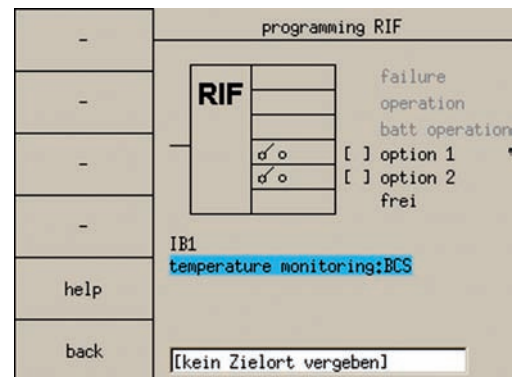 programming RIF
–
–
–
–
help
back
RIF
failure
operation
batt operation
[ ] option 1
[ ] option 2
frei
IB1
temperature monitoring:BCS
[kein Zielort vergeben]